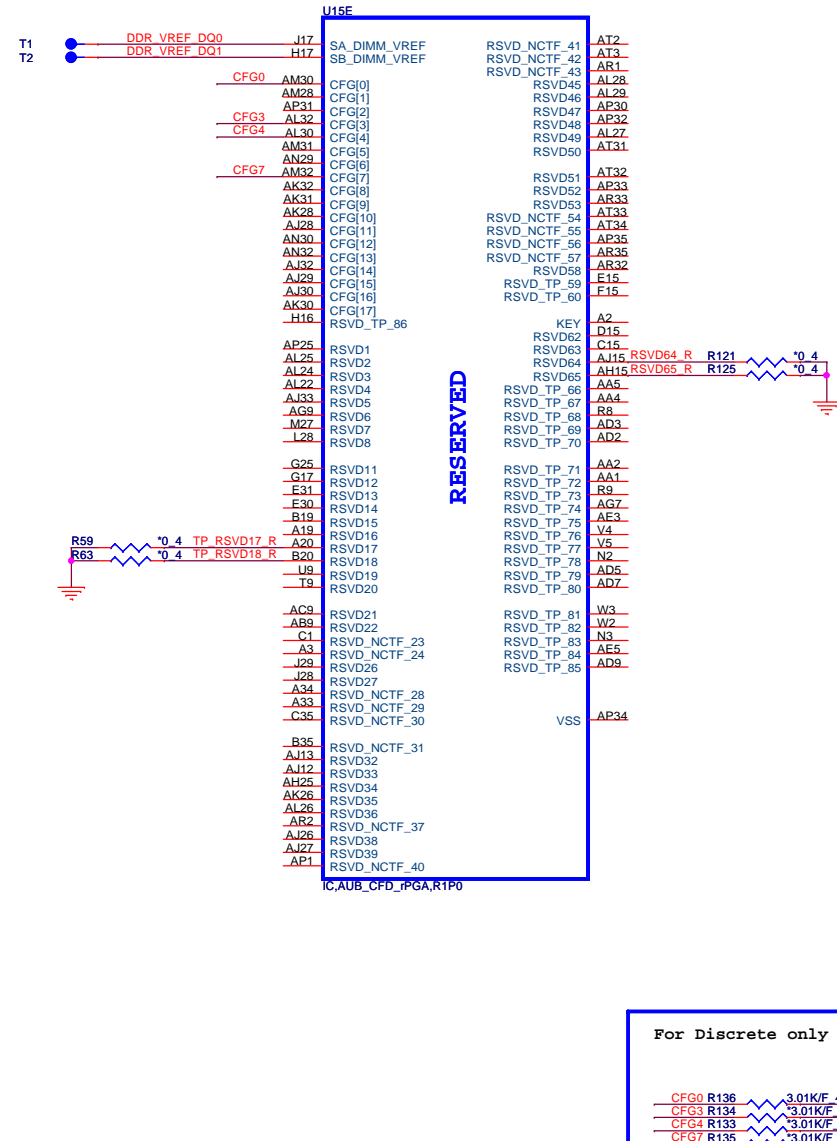 U15E
T1 DDR_VREF_DQ0 J17 SA_DIMM_VREF
T2 DDR_VREF_DQ1 H17 SB_DIMM_VREF
CFG0 AM30 CFG[0]
AM28 CFG[1]
AP31 CFG[2]
CFG3 AL32 CFG[3]
CFG4 AL30 CFG[4]
AM31 CFG[5]
AN29 CFG[6]
CFG7 AM32 CFG[7]
AK32 CFG[8]
AK31 CFG[9]
AK28 CFG[10]
AJ28 CFG[11]
AN30 CFG[12]
AN32 CFG[13]
AJ32 CFG[14]
AJ29 CFG[15]
AJ30 CFG[16]
AK30 CFG[17]
H16 RSVD_TP_86
AP25 RSVD1
AL25 RSVD2
AL24 RSVD3
AL22 RSVD4
AJ33 RSVD5
AG9 RSVD6
M27 RSVD7
L28 RSVD8
G25 RSVD11
G17 RSVD12
E31 RSVD13
E30 RSVD14
B19 RSVD15
A19 RSVD16
R59 *0_4 TP_RSVD17_R A20 RSVD17
R63 *0_4 TP_RSVD18_R B20 RSVD18
U9 RSVD19
T9 RSVD20
AC9 RSVD21
AB9 RSVD22
C1 RSVD_NCTF_23
A3 RSVD_NCTF_24
J29 RSVD26
J28 RSVD27
A34 RSVD_NCTF_28
A33 RSVD_NCTF_29
C35 RSVD_NCTF_30
B35 RSVD_NCTF_31
AJ13 RSVD32
AJ12 RSVD33
AH25 RSVD34
AK26 RSVD35
AL26 RSVD36
AR2 RSVD_NCTF_37
AJ26 RSVD38
AJ27 RSVD39
AP1 RSVD_NCTF_40
RESERVED
RSVD_NCTF_41 AT2
RSVD_NCTF_42 AT3
RSVD_NCTF_43 AR1
RSVD45 AL28
RSVD46 AL29
RSVD47 AP30
RSVD48 AP32
RSVD49 AL27
RSVD50 AT31
RSVD51 AT32
RSVD52 AP33
RSVD53 AR33
RSVD_NCTF_54 AT33
RSVD_NCTF_55 AT34
RSVD_NCTF_56 AP35
RSVD_NCTF_57 AR35
RSVD58 AR32
RSVD_TP_59 E15
RSVD_TP_60 F15
KEY A2
RSVD62 D15
RSVD63 C15
RSVD64 AJ15 RSVD64_R R121 *0_4
RSVD65 AH15 RSVD65_R R125 *0_4
RSVD_TP_66 AA5
RSVD_TP_67 AA4
RSVD_TP_68 R8
RSVD_TP_69 AD3
RSVD_TP_70 AD2
RSVD_TP_71 AA2
RSVD_TP_72 AA1
RSVD_TP_73 R9
RSVD_TP_74 AG7
RSVD_TP_75 AE3
RSVD_TP_76 V4
RSVD_TP_77 V5
RSVD_TP_78 N2
RSVD_TP_79 AD5
RSVD_TP_80 AD7
RSVD_TP_81 W3
RSVD_TP_82 W2
RSVD_TP_83 N3
RSVD_TP_84 AE5
RSVD_TP_85 AD9
VSS AP34
IC,AUB_CFD_rPGA,R1P0
For Discrete only
CFG0 R136 3.01K/F_4
CFG3 R134 *3.01K/F_
CFG4 R133 *3.01K/F_
CFG7 R135 *3.01K/F